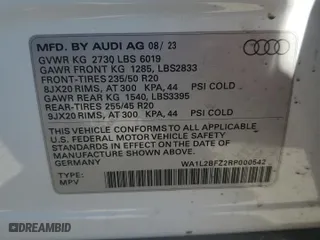 MFD. BY AUDI AG 08/ 23
GVWR KG 2730 LBS 6019
GAWR FRONT KG 1285, LBS2833
FRONT-TIRES 235/50 R20
8JX20 RIMS, AT 300 KPA, 44 PSI COLD
GAWR REAR KG 1540, LBS3395
REAR-TIRES 255/45 R20
9JX20 RIMS, AT 300 KPA, 44 PSI COLD
THIS VEHICLE CONFORMS TO ALL APPLICABLE
U.S. FEDERAL MOTOR VEHICLE SAFETY
STANDARDS IN EFFECT ON THE DATE OF
MANUFACTURE SHOWN ABOVE.
TYPE: WA1L2BFZ2RP000542
MPV
GERMANY